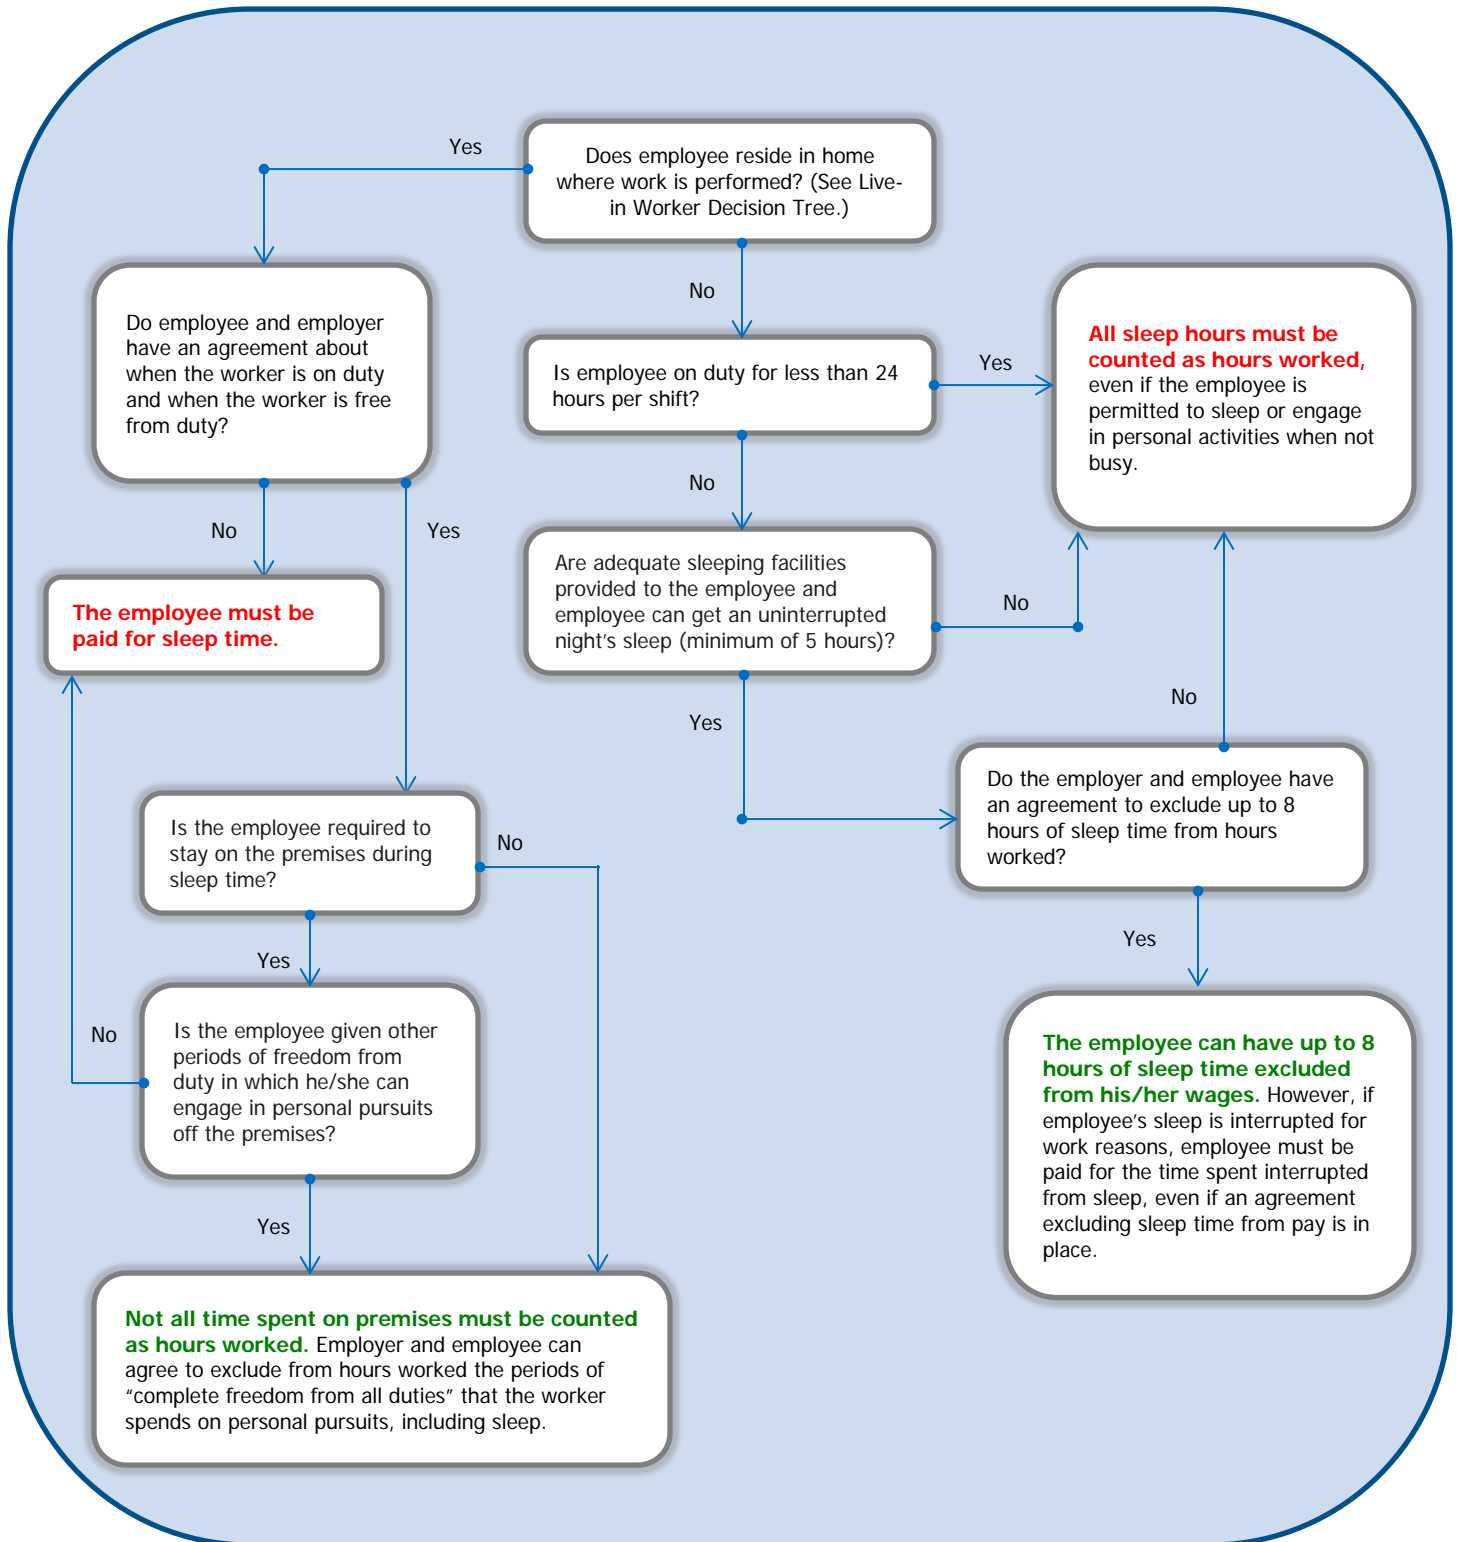 Yes
Does employee reside in home
where work is performed? (See Live-
in Worker Decision Tree.)
No
Do employee and employer
have an agreement about
when the worker is on duty
and when the worker is free
from duty?
Is employee on duty for less than 24
hours per shift?
Yes
All sleep hours must be
counted as hours worked,
even if the employee is
permitted to sleep or engage
in personal activities when not
busy.
No
No
Yes
Are adequate sleeping facilities
provided to the employee and
employee can get an uninterrupted
night’s sleep (minimum of 5 hours)?
No
The employee must be
paid for sleep time.
Yes
No
Do the employer and employee have
an agreement to exclude up to 8
hours of sleep time from hours
worked?
Is the employee required to
stay on the premises during
sleep time?
No
Yes
Yes
Is the employee given other
periods of freedom from
duty in which he/she can
engage in personal pursuits
off the premises?
No
The employee can have up to 8
hours of sleep time excluded
from his/her wages. However, if
employee’s sleep is interrupted for
work reasons, employee must be
paid for the time spent interrupted
from sleep, even if an agreement
excluding sleep time from pay is in
place.
Yes
Not all time spent on premises must be counted
as hours worked. Employer and employee can
agree to exclude from hours worked the periods of
“complete freedom from all duties” that the worker
spends on personal pursuits, including sleep.